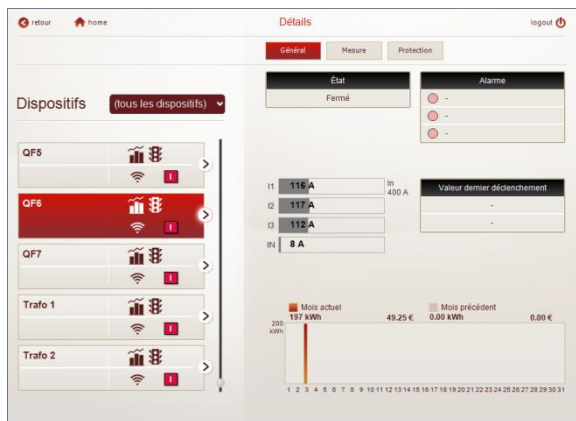 retour home Détails logout
Général Mesure Protection
Dispositifs (tous les dispositifs)
État
Fermé
Alarme
-
-
-
QF5
I
QF6
I
QF7
I
Trafo 1
I
Trafo 2
I
I1 116 A
I2 117 A
I3 112 A
IN 8 A
In
400 A
Valeur dernier déclenchement
-
-
Mois actuel
197 kWh 49.25 €
Mois précédent
0.00 kWh 0.00 €
200
kWh
1 2 3 4 5 6 7 8 9 10 11 12 13 14 15 16 17 18 19 20 21 22 23 24 25 26 27 28 29 30 31